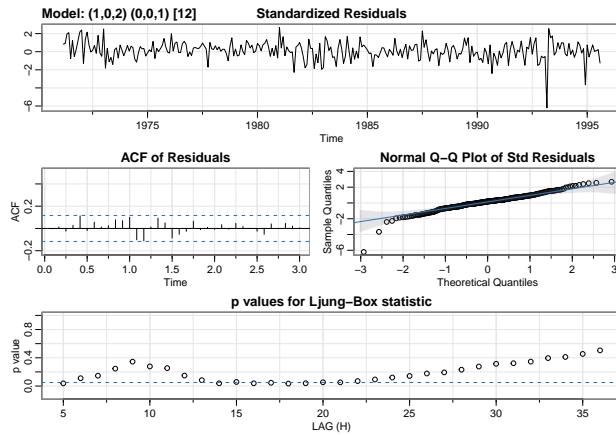 Model: (1,0,2) (0,0,1) [12] Standardized Residuals
2
0
−2
−6
1975 1980 1985 1990 1995
Time
ACF of Residuals
ACF
0.2
−0.2
0.0 0.5 1.0 1.5 2.0 2.5 3.0
Time
Normal Q−Q Plot of Std Residuals
Sample Quantiles
4
2
−2
−6
−3 −2 −1 0 1 2 3
Theoretical Quantiles
p values for Ljung−Box statistic
p value
0.8
0.4
0.0
5 10 15 20 25 30 35
LAG (H)